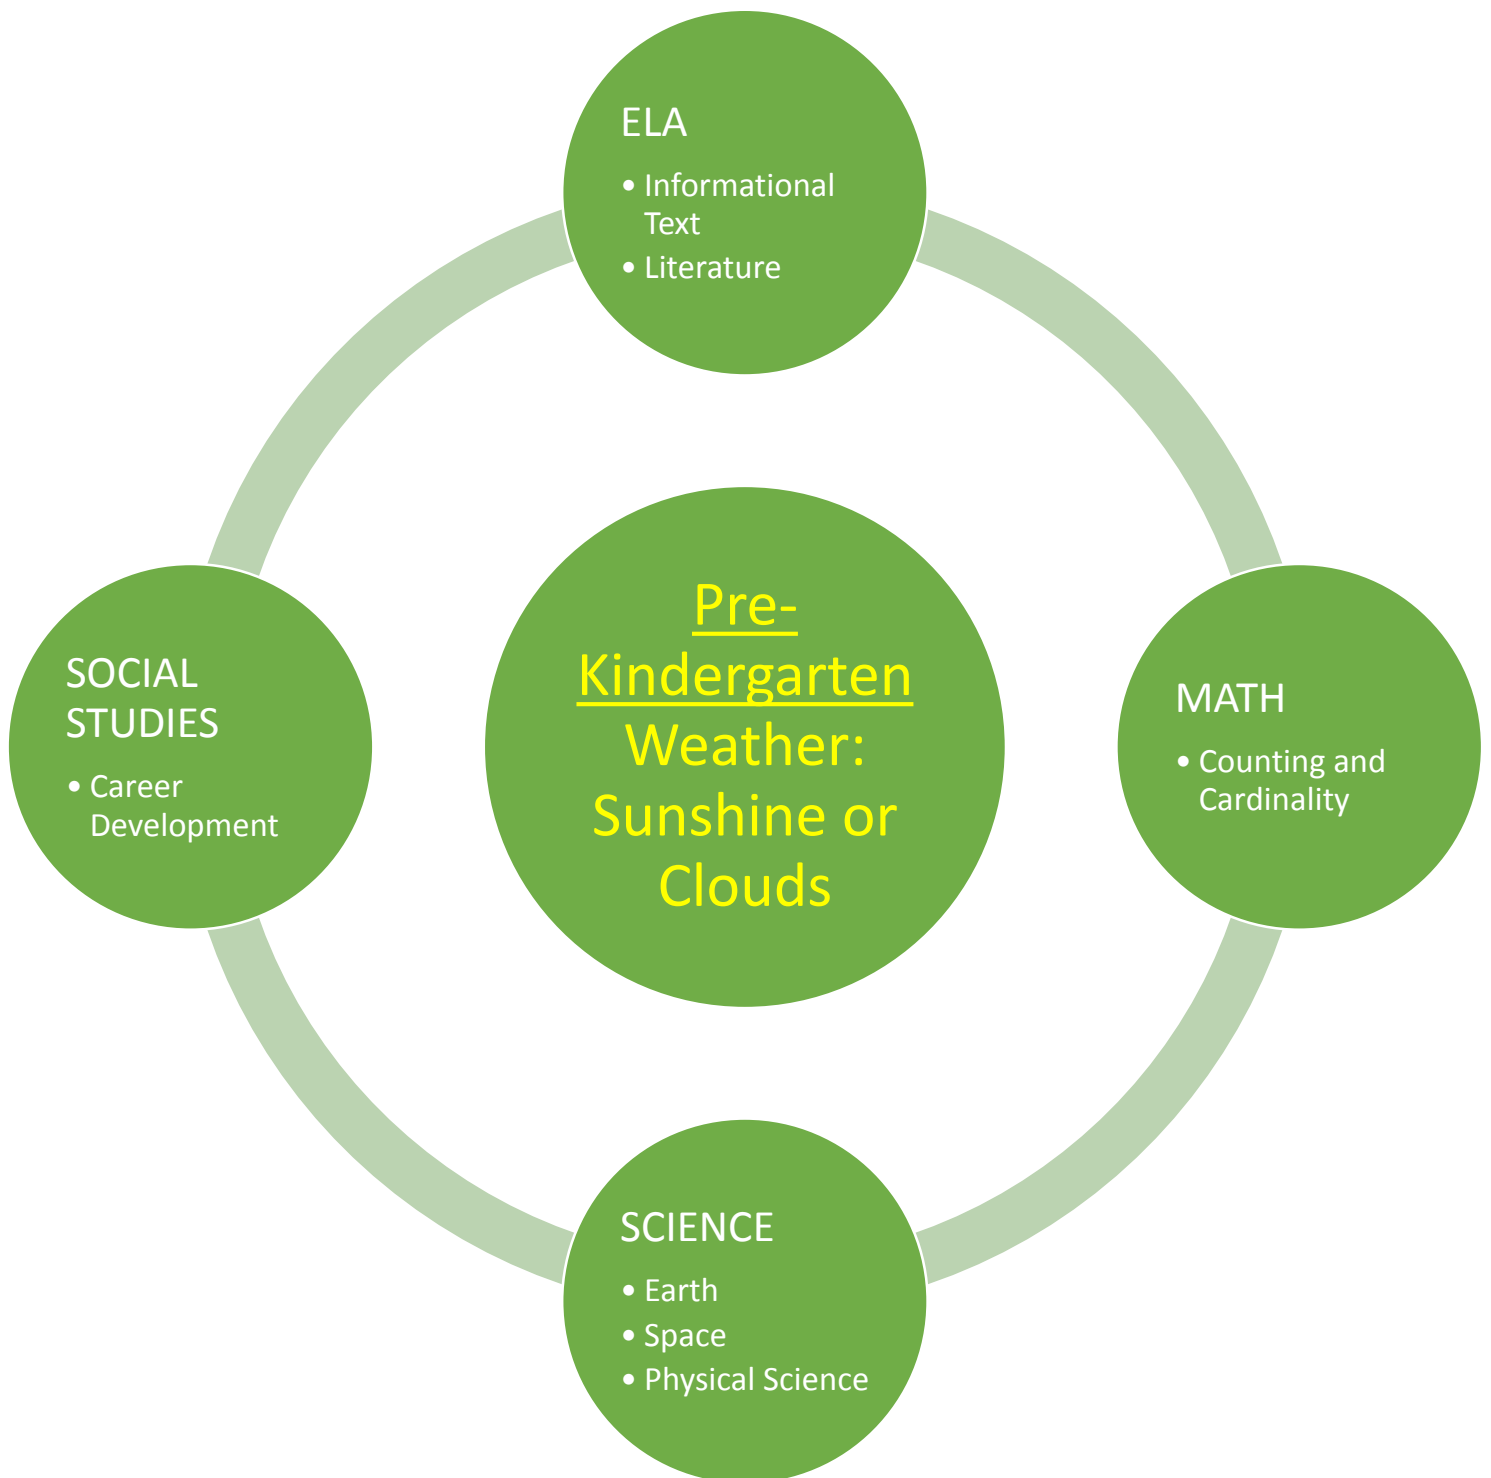 ELA
• Informational
Text
• Literature
SOCIAL
STUDIES
• Career
Development
Pre-
Kindergarten
Weather:
Sunshine or
Clouds
MATH
• Counting and
Cardinality
SCIENCE
• Earth
• Space
• Physical Science